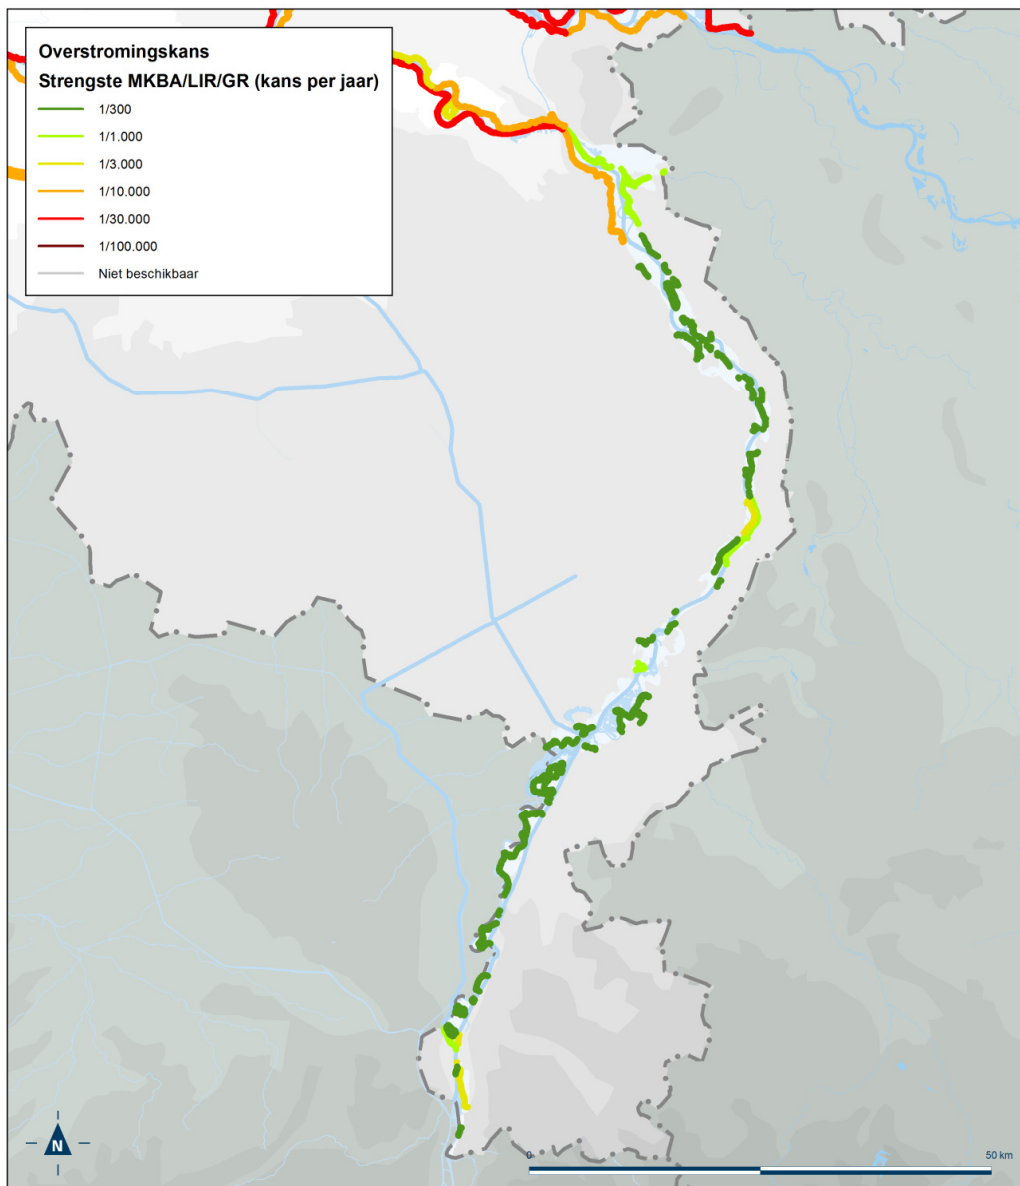 Overstromingskans
Strengste MKBA/LIR/GR (kans per jaar)
1/300
1/1.000
1/3.000
1/10.000
1/30.000
1/100.000
Niet beschikbaar
N
0
50 km